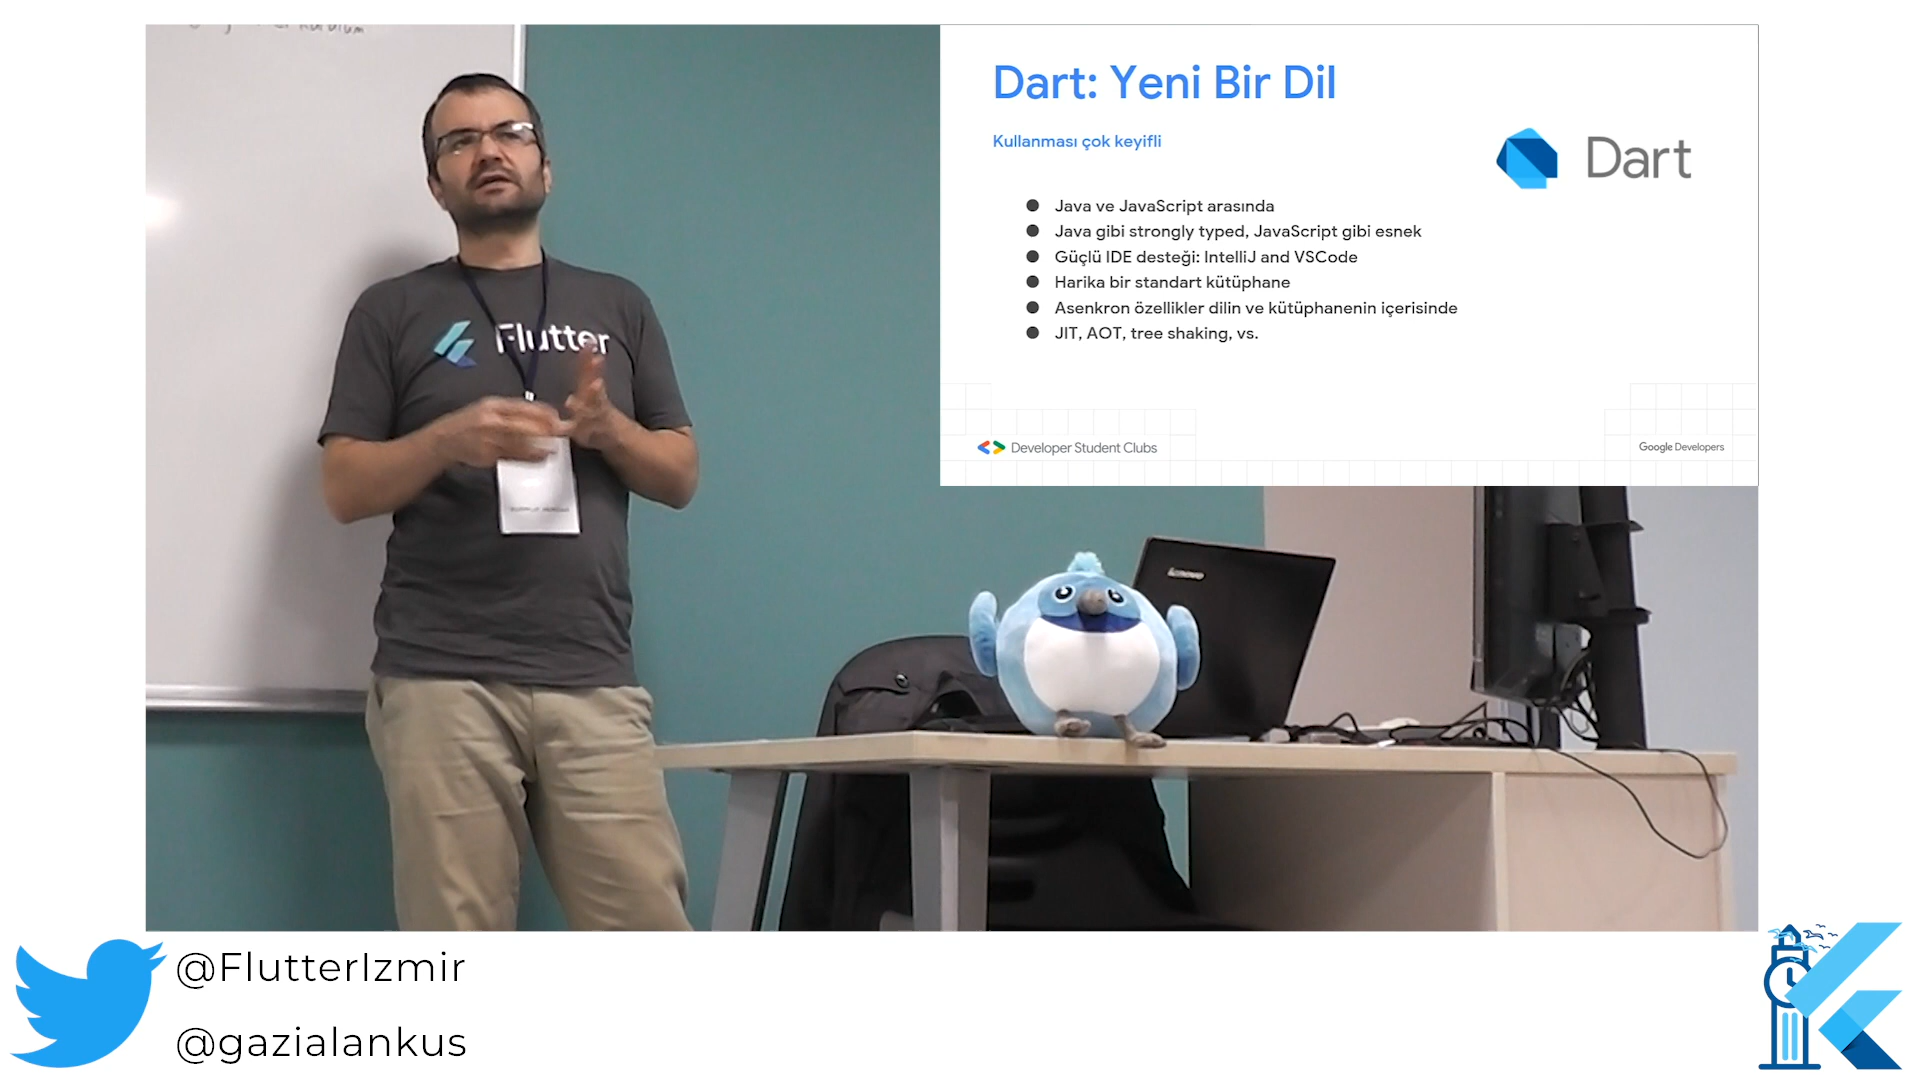 Dart: Yeni Bir Dil
Kullanması çok keyifli
Dart
● Java ve JavaScript arasında
● Java gibi strongly typed, JavaScript gibi esnek
● Güçlü IDE desteği: IntelliJ and VSCode
● Harika bir standart kütüphane
● Asenkron özellikler dilin ve kütüphanenin içerisinde
● JIT, AOT, tree shaking, vs.
Developer Student Clubs
Google Developers
Flutter
lenovo
@FlutterIzmir
@gazialankus